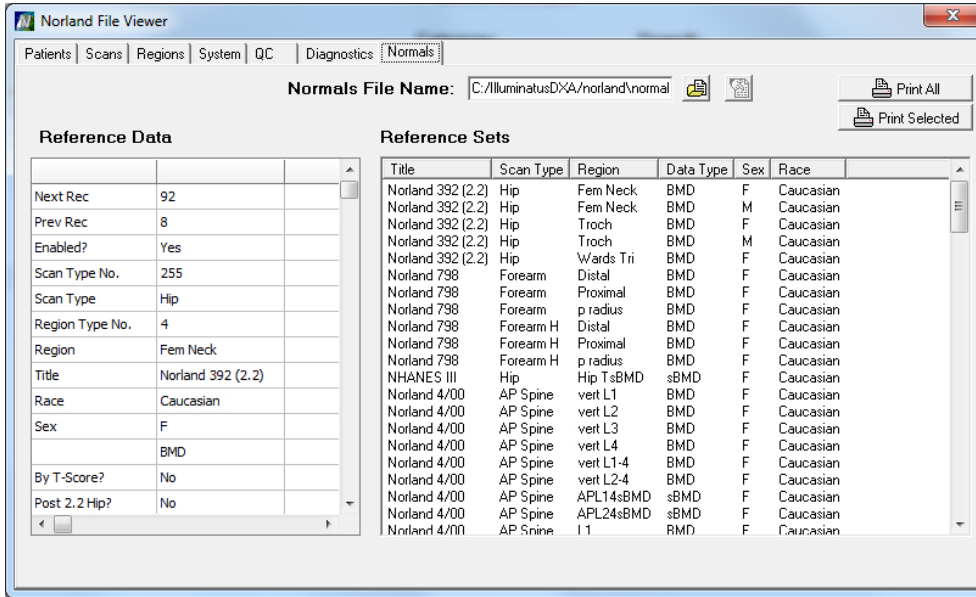 Norland File Viewer
Patients Scans Regions System QC Diagnostics Normals
Normals File Name: C:/IlluminatusDXA/norland\normal
Print All
Print Selected
Reference Data
Next Rec 92
Prev Rec 8
Enabled? Yes
Scan Type No. 255
Scan Type Hip
Region Type No. 4
Region Fem Neck
Title Norland 392 (2.2)
Race Caucasian
Sex F
BMD
By T-Score? No
Post 2.2 Hip? No
Reference Sets
Title Scan Type Region Data Type Sex Race
Norland 392 (2.2) Hip Fem Neck BMD F Caucasian
Norland 392 (2.2) Hip Fem Neck BMD M Caucasian
Norland 392 (2.2) Hip Troch BMD F Caucasian
Norland 392 (2.2) Hip Troch BMD M Caucasian
Norland 392 (2.2) Hip Wards Tri BMD F Caucasian
Norland 798 Forearm Distal BMD F Caucasian
Norland 798 Forearm Proximal BMD F Caucasian
Norland 798 Forearm p radius BMD F Caucasian
Norland 798 Forearm H Distal BMD F Caucasian
Norland 798 Forearm H Proximal BMD F Caucasian
Norland 798 Forearm H p radius BMD F Caucasian
NHANES III Hip Hip TsBMD sBMD F Caucasian
Norland 4/00 AP Spine vert L1 BMD F Caucasian
Norland 4/00 AP Spine vert L2 BMD F Caucasian
Norland 4/00 AP Spine vert L3 BMD F Caucasian
Norland 4/00 AP Spine vert L4 BMD F Caucasian
Norland 4/00 AP Spine vert L1-4 BMD F Caucasian
Norland 4/00 AP Spine vert L2-4 BMD F Caucasian
Norland 4/00 AP Spine APL14sBMD sBMD F Caucasian
Norland 4/00 AP Spine APL24sBMD sBMD F Caucasian
Norland 4/00 AP Spine L1 BMD F Caucasian